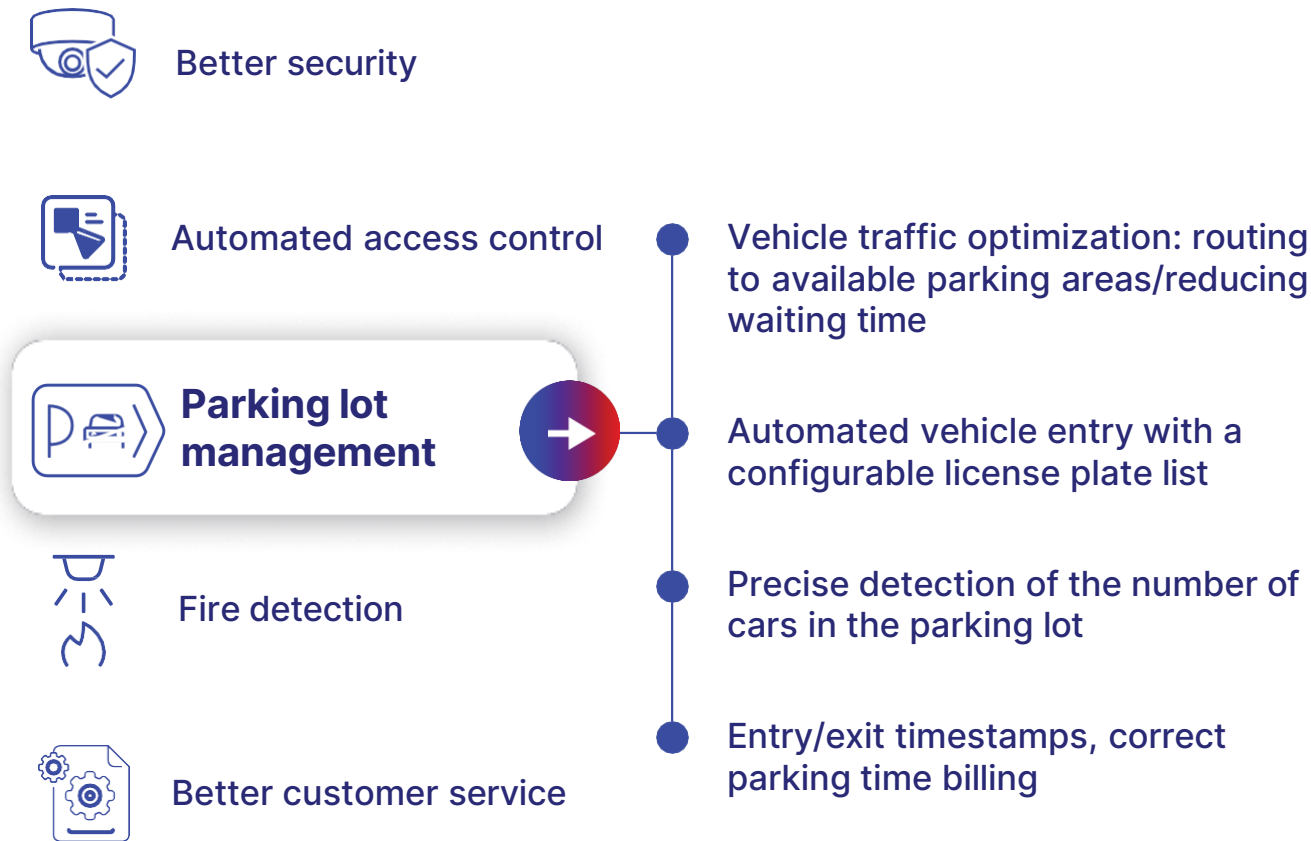 Better security
Automated access control
Parking lot
management
Fire detection
Better customer service
Vehicle traffic optimization: routing
to available parking areas/reducing
waiting time
Automated vehicle entry with a
configurable license plate list
Precise detection of the number of
cars in the parking lot
Entry/exit timestamps, correct
parking time billing